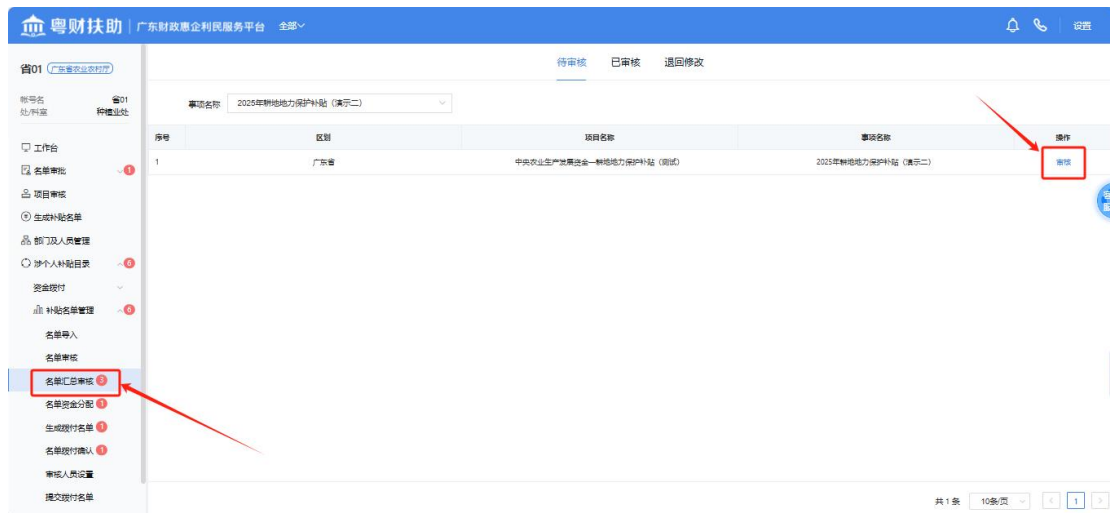 粤财扶助 广东财政惠企利民服务平台 全部 设置
省01 广东省农业农村厅
帐号名 省01
处/科室 种植业处
工作台
名单审批 1
项目审核
生成补贴名单
部门及人员管理
涉个人补贴目录 6
资金拨付
补贴名单管理 6
名单导入
名单审核
名单汇总审核 3
名单资金分配 1
生成拨付名单 1
名单拨付确认 1
审核人员设置
提交拨付名单
待审核 已审核 退回修改
事项名称 2025年耕地地力保护补贴（演示二）
序号 区划 项目名称 事项名称 操作
1 广东省 中央农业生产发展资金—耕地地力保护补贴（测试） 2025年耕地地力保护补贴（演示二） 审核
共 1 条 10条/页 1